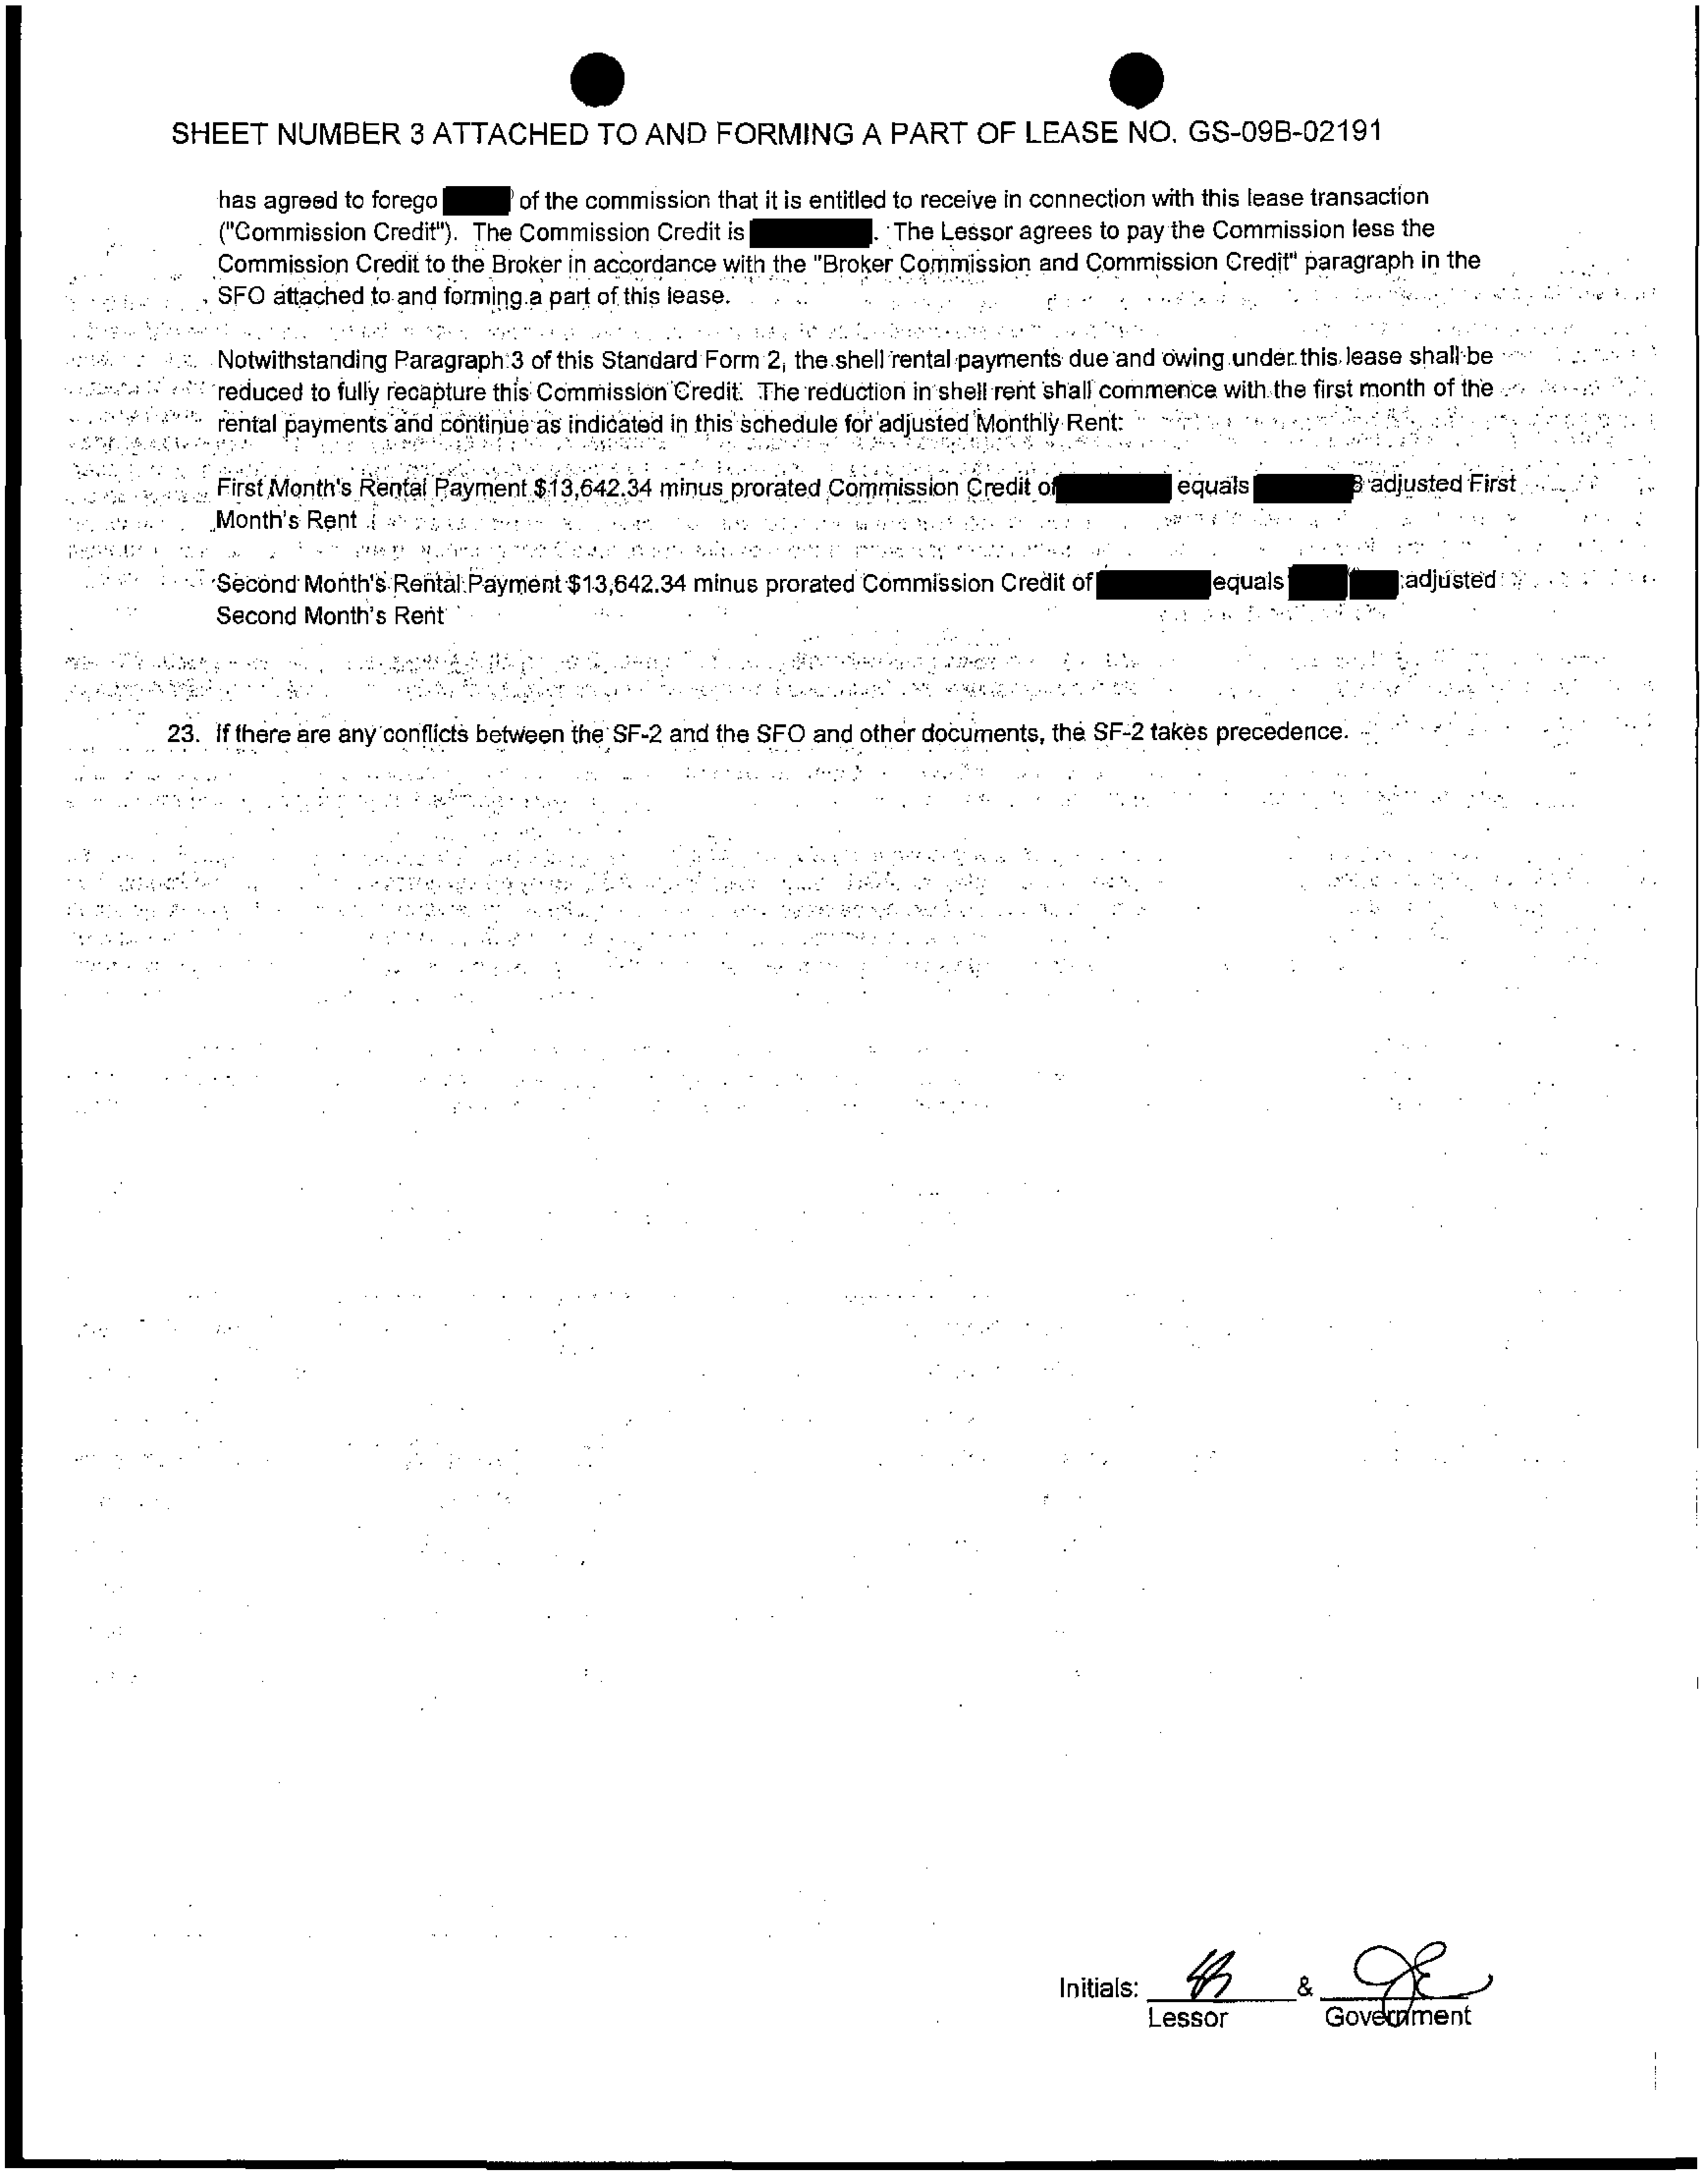 SHEET NUMBER 3 ATTACHED TO AND FORMING A PART OF LEASE NO. GS-09B-02191
has agreed to forego of the commission that it is entitled to receive in connection with this lease transaction
("Commission Credit"). The Commission Credit is . The Lessor agrees to pay the Commission less the
Commission Credit to the Broker in accordance with the "Broker Commission and Commission Credit" paragraph in the
SFO attached to and forming a part of this lease.
Notwithstanding Paragraph 3 of this Standard Form 2, the shell rental payments due and owing under this lease shall be
reduced to fully recapture this Commission Credit. The reduction in shell rent shall commence with the first month of the
rental payments and continue as indicated in this schedule for adjusted Monthly Rent:
First Month's Rental Payment $13,642.34 minus prorated Commission Credit of equals adjusted First
Month's Rent
Second Month's Rental Payment $13,642.34 minus prorated Commission Credit of equals adjusted
Second Month's Rent
23. If there are any conflicts between the SF-2 and the SFO and other documents, the SF-2 takes precedence.
Initials: &
Lessor Government